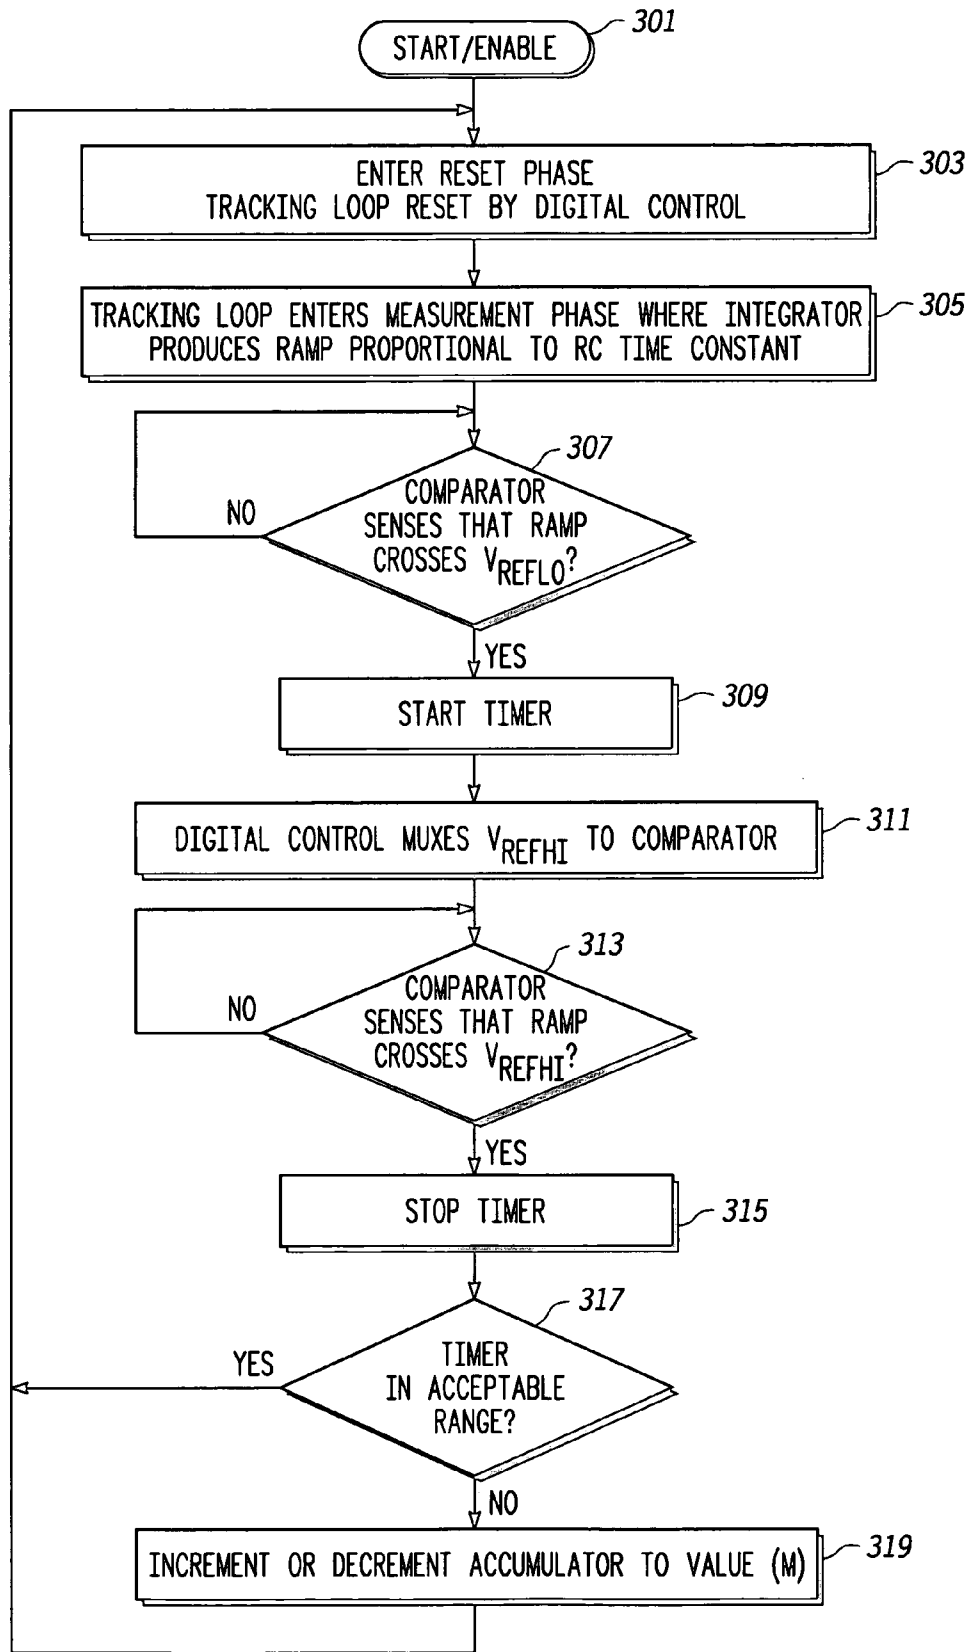 301
START/ENABLE
303
ENTER RESET PHASE
TRACKING LOOP RESET BY DIGITAL CONTROL
305
TRACKING LOOP ENTERS MEASUREMENT PHASE WHERE INTEGRATOR
PRODUCES RAMP PROPORTIONAL TO RC TIME CONSTANT
307
COMPARATOR
SENSES THAT RAMP
CROSSES VREFLO?
NO
YES
309
START TIMER
311
DIGITAL CONTROL MUXES VREFHI TO COMPARATOR
313
COMPARATOR
SENSES THAT RAMP
CROSSES VREFHI?
NO
YES
315
STOP TIMER
317
TIMER
IN ACCEPTABLE
RANGE?
YES
NO
319
INCREMENT OR DECREMENT ACCUMULATOR TO VALUE (M)